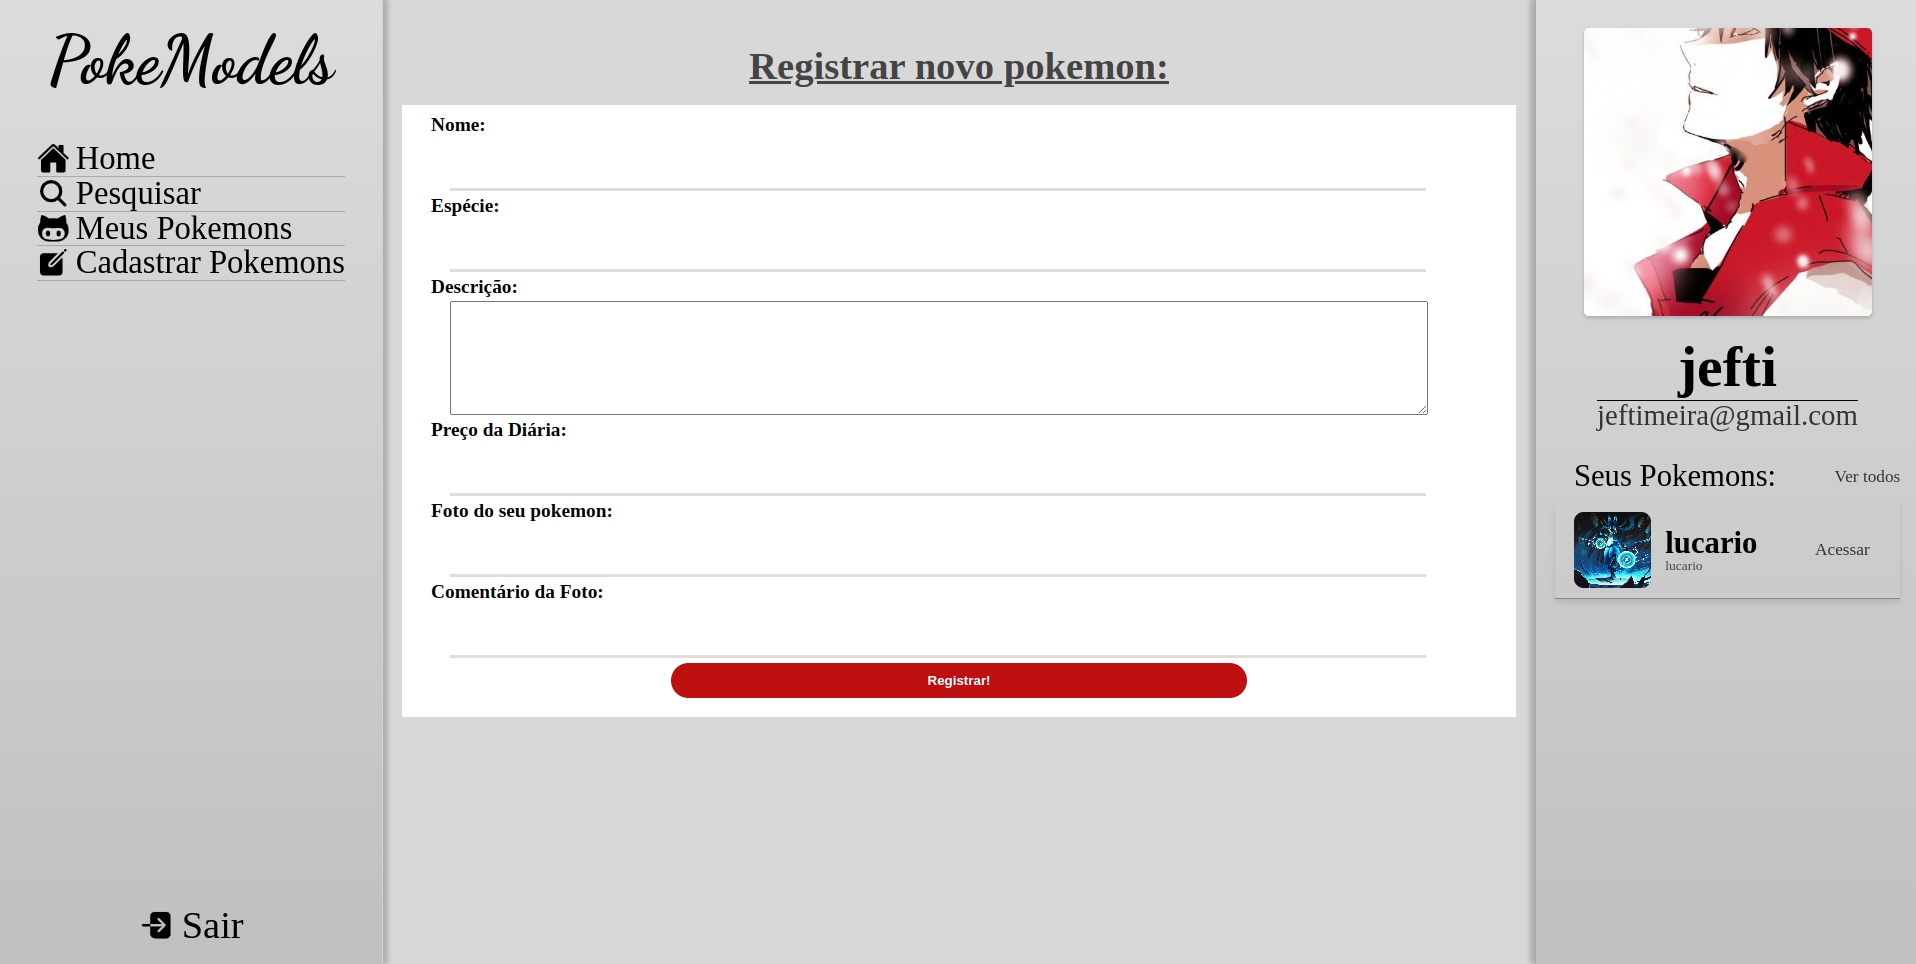 PokeModels
Home
Pesquisar
Meus Pokemons
Cadastrar Pokemons
Sair
Registrar novo pokemon:
Nome:
Espécie:
Descrição:
Preço da Diária:
Foto do seu pokemon:
Comentário da Foto:
Registrar!
jefti
jeftimeira@gmail.com
Seus Pokemons: Ver todos
lucario
lucario
Acessar